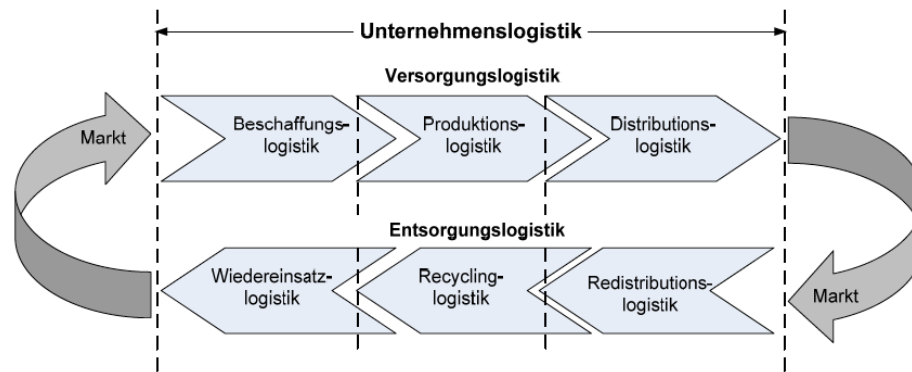 Unternehmenslogistik
Versorgungslogistik
Markt
Beschaffungs-
logistik
Produktions-
logistik
Distributions-
logistik
Entsorgungslogistik
Wiedereinsatz-
logistik
Recycling-
logistik
Redistributions-
logistik
Markt